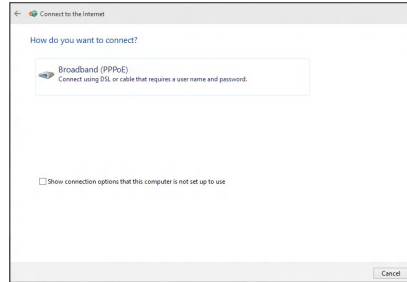 Connect to the Internet
How do you want to connect?
Broadband (PPPoE)
Connect using DSL or cable that requires a user name and password.
Show connection options that this computer is not set up to use
Cancel